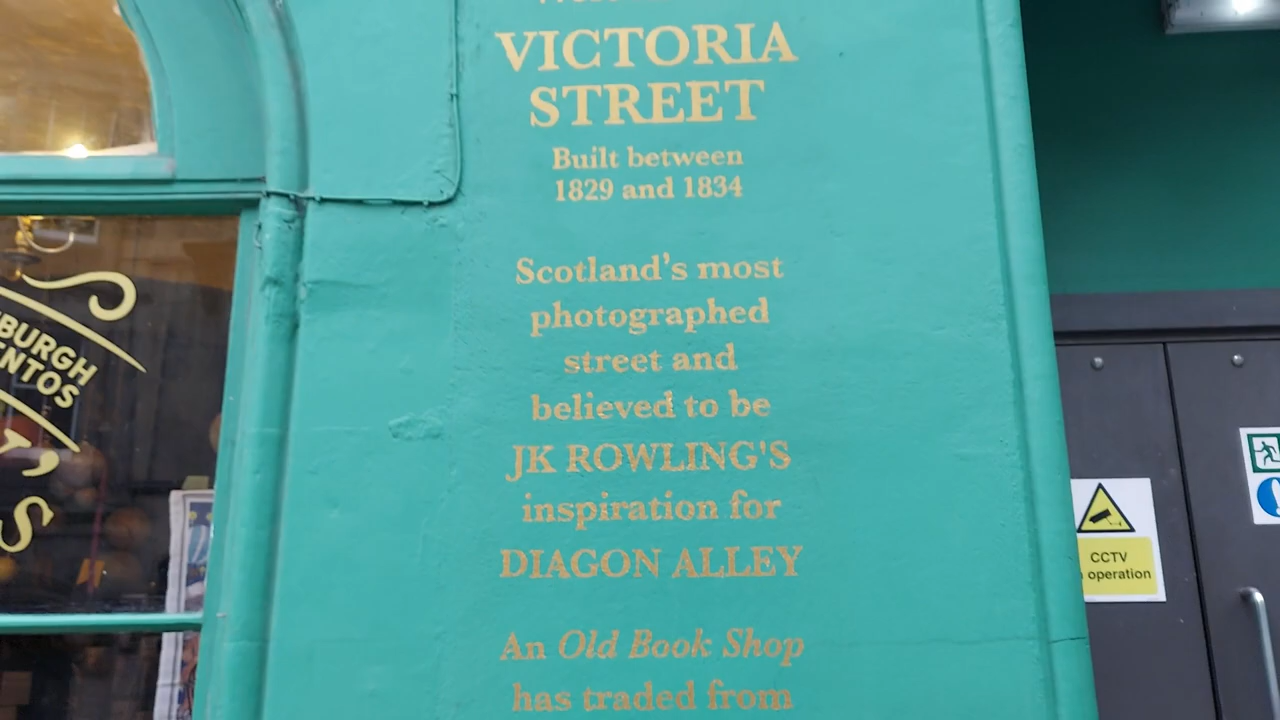 VICTORIA
STREET
Built between
1829 and 1834
Scotland's most
photographed
street and
believed to be
JK ROWLING'S
inspiration for
DIAGON ALLEY
An Old Book Shop
has traded from
CCTV
operation